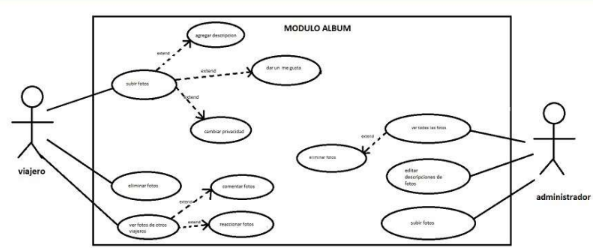 MODULO ALBUM
agregar descripcion
extend
dar un me gusta
extend
subir fotos
Extend
cambiar privacidad
ver todas las fotos
extend
eliminar fotos
viajero
eliminar fotos
comentar fotos
editar
descripciones de
fotos
administrador
extend
ver fotos de otros
viajeros
extend
reaccionar fotos
subir fotos